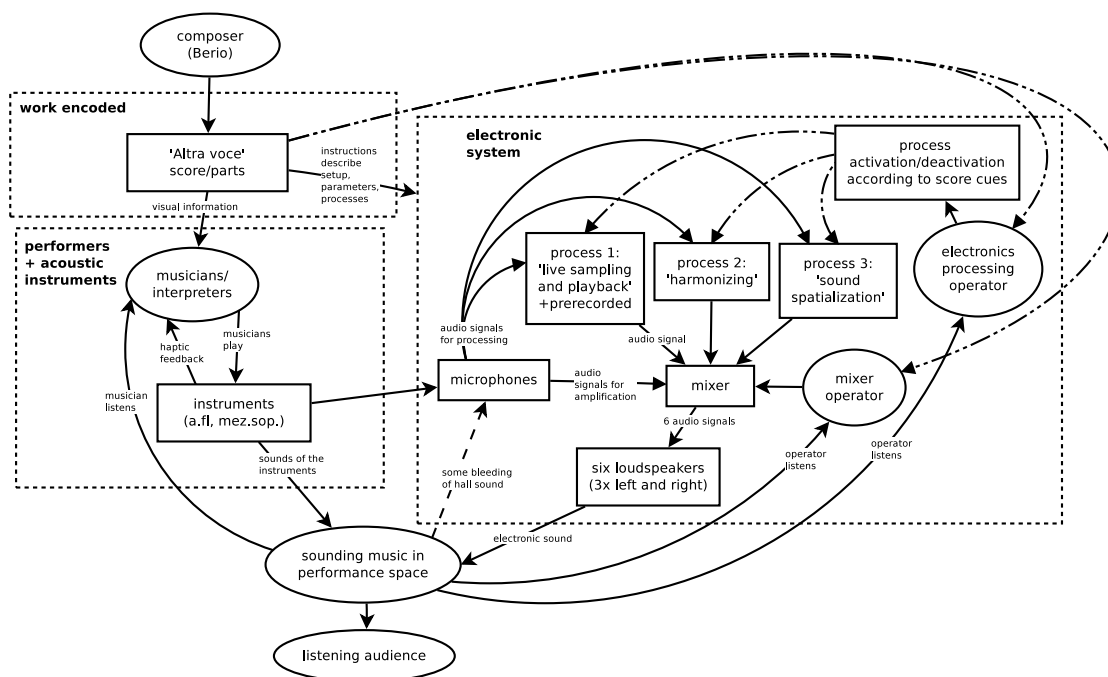 composer
(Berio)
work encoded
'Altra voce'
score/parts
instructions
describe
setup,
parameters,
processes
visual information
performers
+ acoustic
instruments
musicians/
interpreters
musicians
play
haptic
feedback
musician
listens
instruments
(a.fl, mez.sop.)
sounds of the
instruments
electronic
system
process
activation/deactivation
according to score cues
process 1:
'live sampling
and playback'
+prerecorded
process 2:
'harmonizing'
process 3:
'sound
spatialization'
electronics
processing
operator
audio signals
for processing
audio signal
microphones
audio
signals for
amplification
mixer
mixer
operator
6 audio signals
six loudspeakers
(3x left and right)
some bleeding
of hall sound
operator
listens
operator
listens
electronic sound
sounding music in
performance space
listening audience